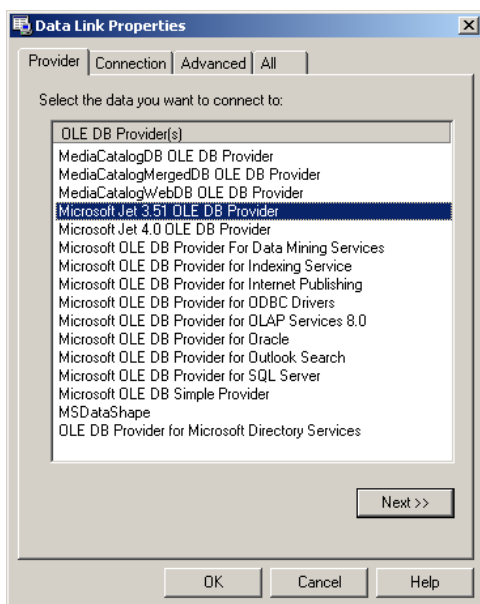 Data Link Properties
Provider Connection Advanced All
Select the data you want to connect to:
OLE DB Provider(s)
MediaCatalogDB OLE DB Provider
MediaCatalogMergedDB OLE DB Provider
MediaCatalogWebDB OLE DB Provider
Microsoft Jet 3.51 OLE DB Provider
Microsoft Jet 4.0 OLE DB Provider
Microsoft OLE DB Provider For Data Mining Services
Microsoft OLE DB Provider for Indexing Service
Microsoft OLE DB Provider for Internet Publishing
Microsoft OLE DB Provider for ODBC Drivers
Microsoft OLE DB Provider for OLAP Services 8.0
Microsoft OLE DB Provider for Oracle
Microsoft OLE DB Provider for Outlook Search
Microsoft OLE DB Provider for SQL Server
Microsoft OLE DB Simple Provider
MSDataShape
OLE DB Provider for Microsoft Directory Services
Next >>
OK Cancel Help